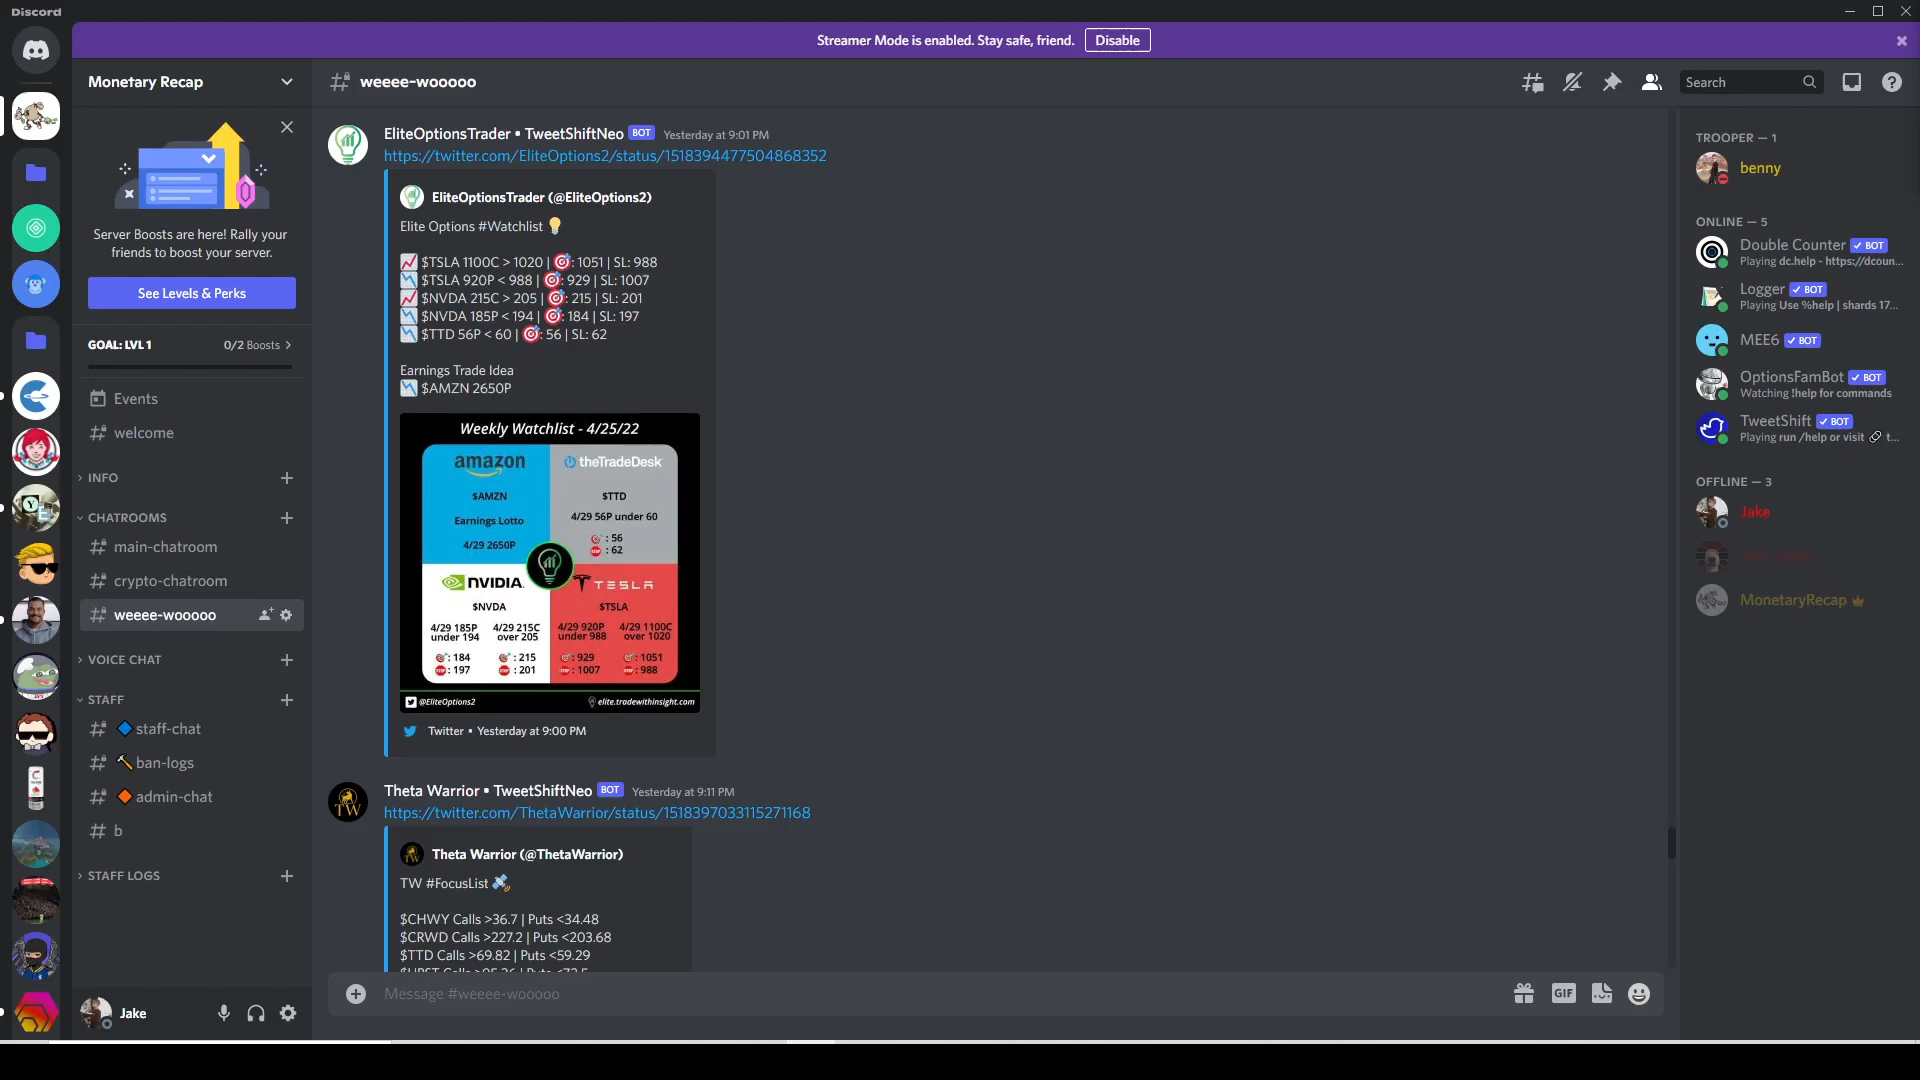 Discord
Streamer Mode is enabled. Stay safe, friend.
Disable
Monetary Recap
weeee-wooooo
Search
Server Boosts are here! Rally your
friends to boost your server.
See Levels & Perks
GOAL: LVL 1
0/2 Boosts
Events
welcome
INFO
CHATROOMS
main-chatroom
crypto-chatroom
weeee-wooooo
VOICE CHAT
STAFF
staff-chat
ban-logs
admin-chat
b
STAFF LOGS
Jake
EliteOptionsTrader • TweetShiftNeo BOT Yesterday at 9:01 PM
https://twitter.com/EliteOptions2/status/1518394477504868352
EliteOptionsTrader (@EliteOptions2)
Elite Options #Watchlist 💡
📈 $TSLA 1100C > 1020 | 🎯: 1051 | SL: 988
📉 $TSLA 920P < 988 | 🎯: 929 | SL: 1007
📈 $NVDA 215C > 205 | 🎯: 215 | SL: 201
📉 $NVDA 185P < 194 | 🎯: 184 | SL: 197
📉 $TTD 56P < 60 | 🎯: 56 | SL: 62
Earnings Trade Idea
📉 $AMZN 2650P
Weekly Watchlist - 4/25/22
amazon
$AMZN
Earnings Lotto
4/29 2650P
theTradeDesk
$TTD
4/29 56P under 60
🎯 : 56
STOP : 62
NVIDIA.
$NVDA
4/29 185P
under 194
🎯 : 184
STOP : 197
4/29 215C
over 205
🎯 : 215
STOP : 201
TESLA
$TSLA
4/29 920P
under 988
🎯 : 929
STOP : 1007
4/29 1100C
over 1020
🎯 : 1051
STOP : 988
@EliteOptions2
elite.tradewithinsight.com
Twitter • Yesterday at 9:00 PM
Theta Warrior • TweetShiftNeo BOT Yesterday at 9:11 PM
https://twitter.com/ThetaWarrior/status/1518397033115271168
TW
Theta Warrior (@ThetaWarrior)
TW #FocusList 🛰️
$CHWY Calls >36.7 | Puts <34.48
$CRWD Calls >227.2 | Puts <203.68
$TTD Calls >69.82 | Puts <59.29
Message #weeee-wooooo
GIF
TROOPER — 1
benny
ONLINE — 5
Double Counter ✓ BOT
Playing dc.help - https://dcoun...
Logger ✓ BOT
Playing Use %help | shards 17...
MEE6 ✓ BOT
OptionsFamBot ✓ BOT
Watching !help for commands
TweetShift ✓ BOT
Playing run /help or visit 🔗 t...
OFFLINE — 3
Jake
MonetaryRecap